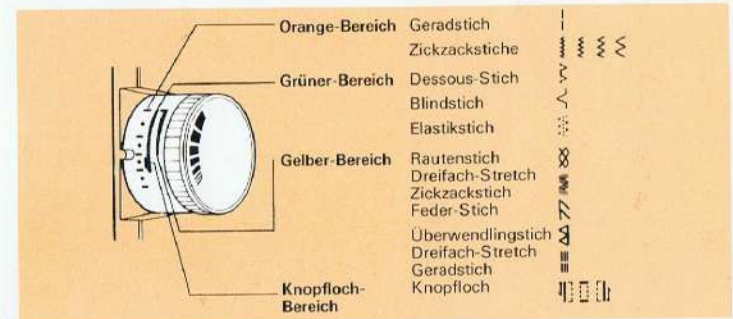 Orange-Bereich Geradstich
Zickzackstiche
Grüner-Bereich Dessous-Stich
Blindstich
Elastikstich
Gelber-Bereich Rautenstich
Dreifach-Stretch
Zickzackstich
Feder-Stich
Überwendlingstich
Dreifach-Stretch
Geradstich
Knopfloch- Knopfloch
Bereich